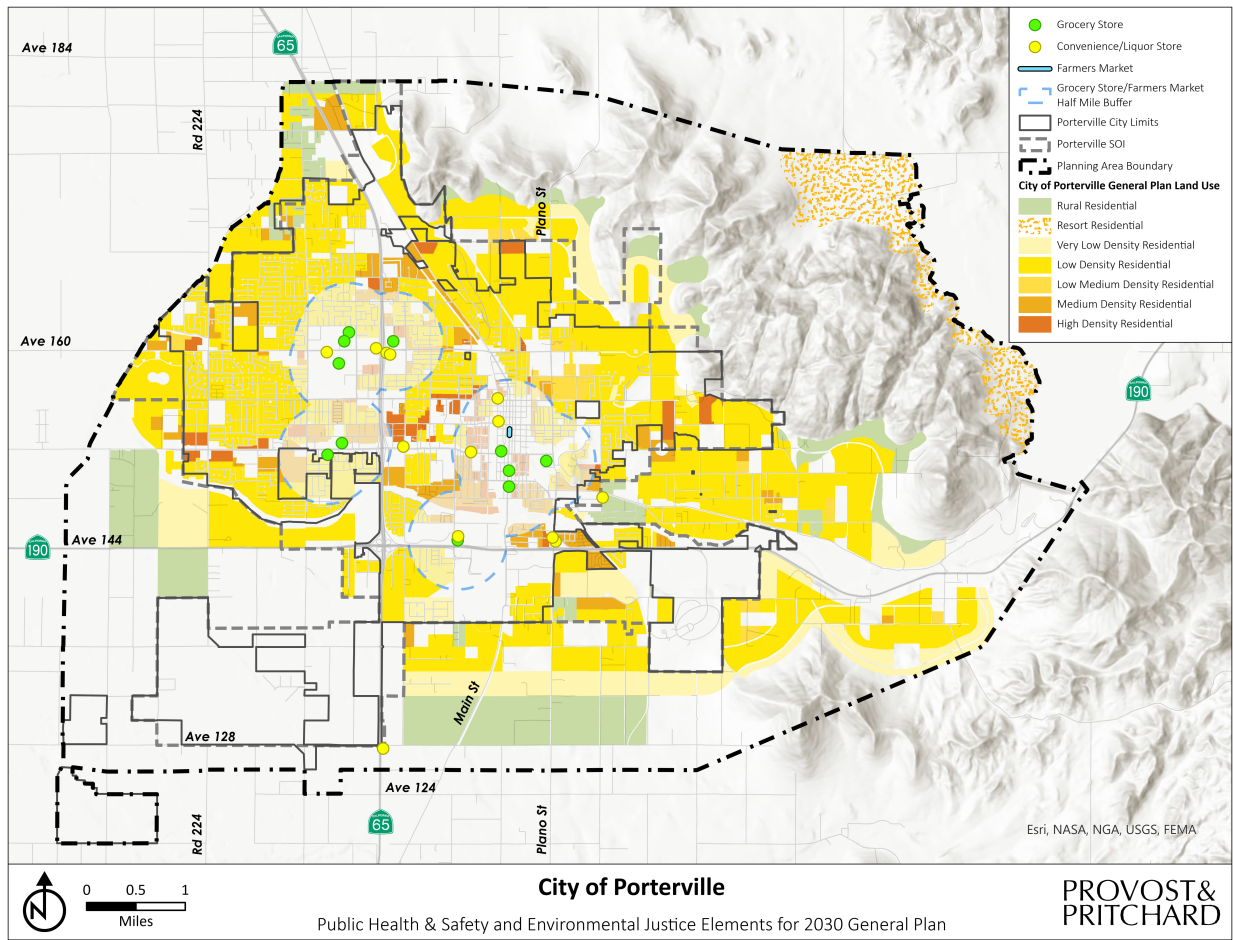 Ave 184
CALIFORNIA
65
Rd 224
Plano St
Ave 160
CALIFORNIA
190
CALIFORNIA
190
Ave 144
Main St
Ave 128
Ave 124
CALIFORNIA
65
Rd 224
Plano St
Grocery Store
Convenience/Liquor Store
Farmers Market
Grocery Store/Farmers Market
Half Mile Buffer
Porterville City Limits
Porterville SOI
Planning Area Boundary
City of Porterville General Plan Land Use
Rural Residential
Resort Residential
Very Low Density Residential
Low Density Residential
Low Medium Density Residential
Medium Density Residential
High Density Residential
Esri, NASA, NGA, USGS, FEMA
N
0 0.5 1
Miles
City of Porterville
Public Health & Safety and Environmental Justice Elements for 2030 General Plan
PROVOST&
PRITCHARD